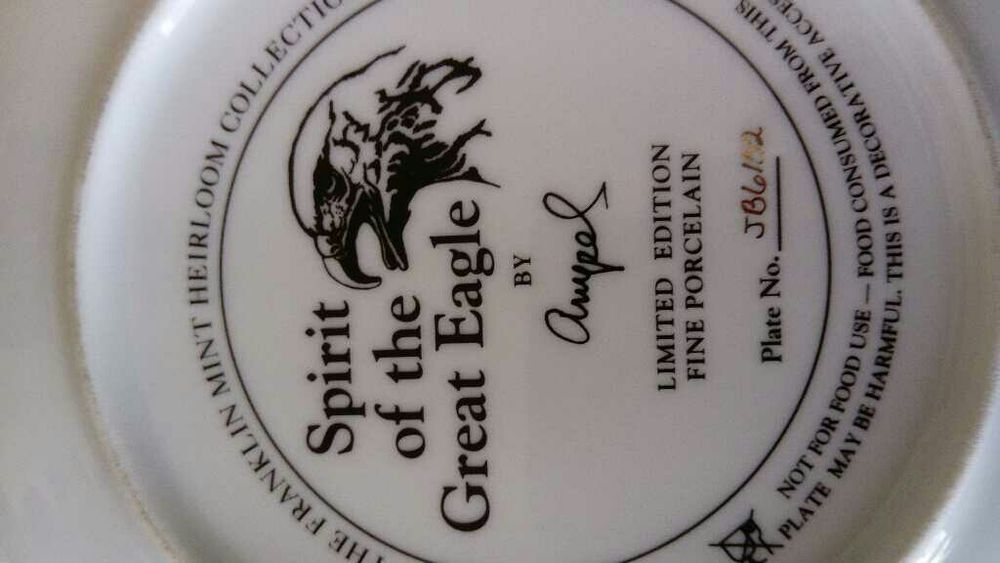 THE FRANKLIN MINT HEIRLOOM COLLECTIO
Spirit
of the
Great Eagle
BY
LIMITED EDITION
FINE PORCELAIN
Plate No.
NOT FOR FOOD USE — FOOD CONSUMED FROM THIS
PLATE MAY BE HARMFUL. THIS IS A DECORATIVE ACCES